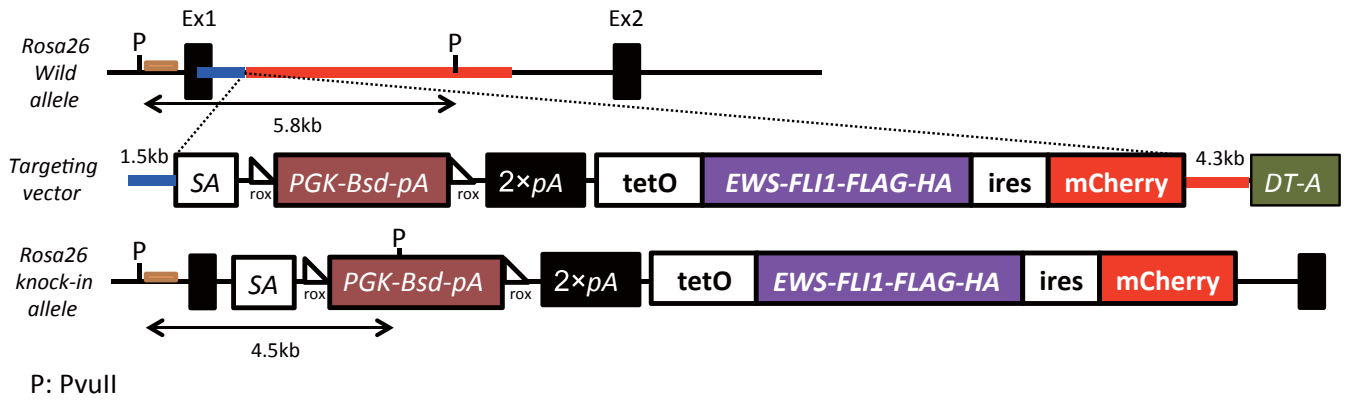 Ex1
Ex2
Rosa26
Wild
allele
P
P
5.8kb
Targeting
vector
1.5kb
SA
rox
PGK-Bsd-pA
rox
2×pA
tetO
EWS-FLI1-FLAG-HA
ires
mCherry
4.3kb
DT-A
Rosa26
knock-in
allele
P
SA
rox
P
PGK-Bsd-pA
rox
2×pA
tetO
EWS-FLI1-FLAG-HA
ires
mCherry
4.5kb
P: PvuII